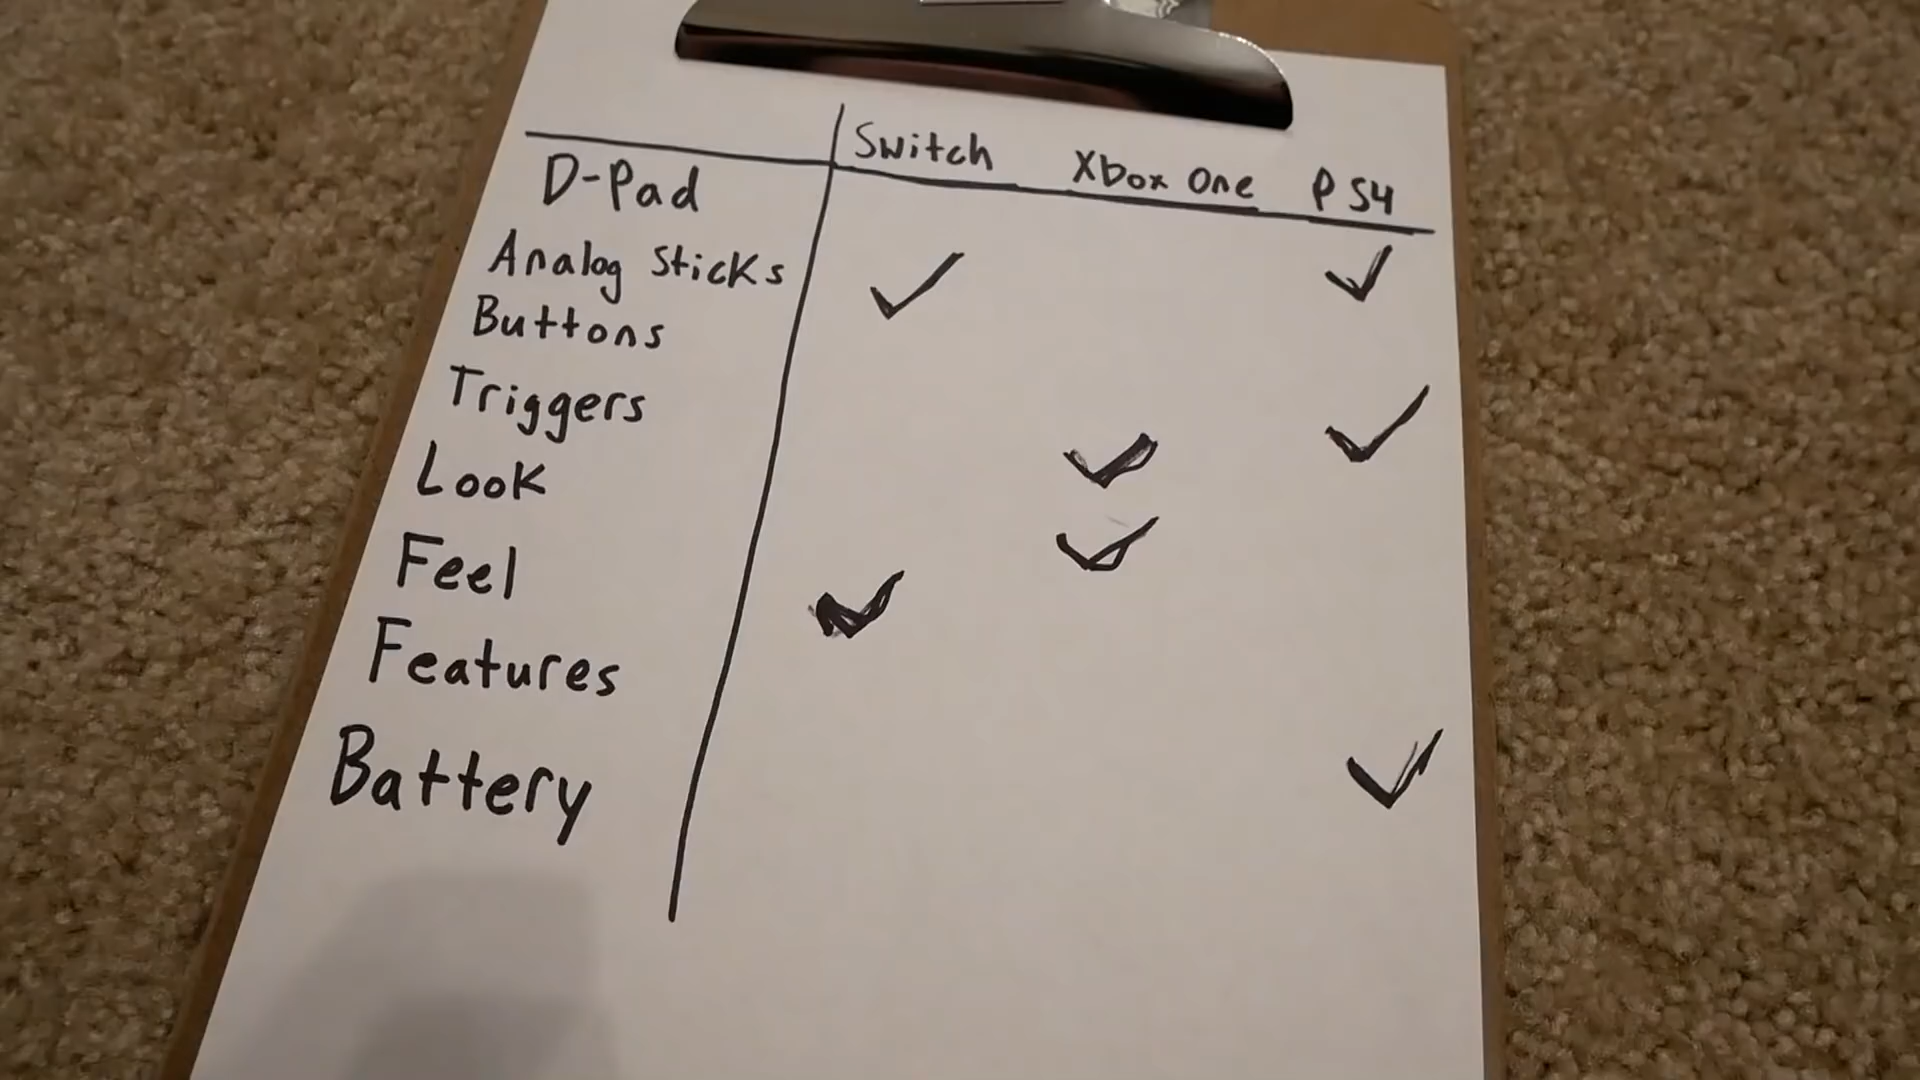 Switch Xbox One PS4
D-Pad
Analog Sticks
Buttons
Triggers
Look
Feel
Features
Battery